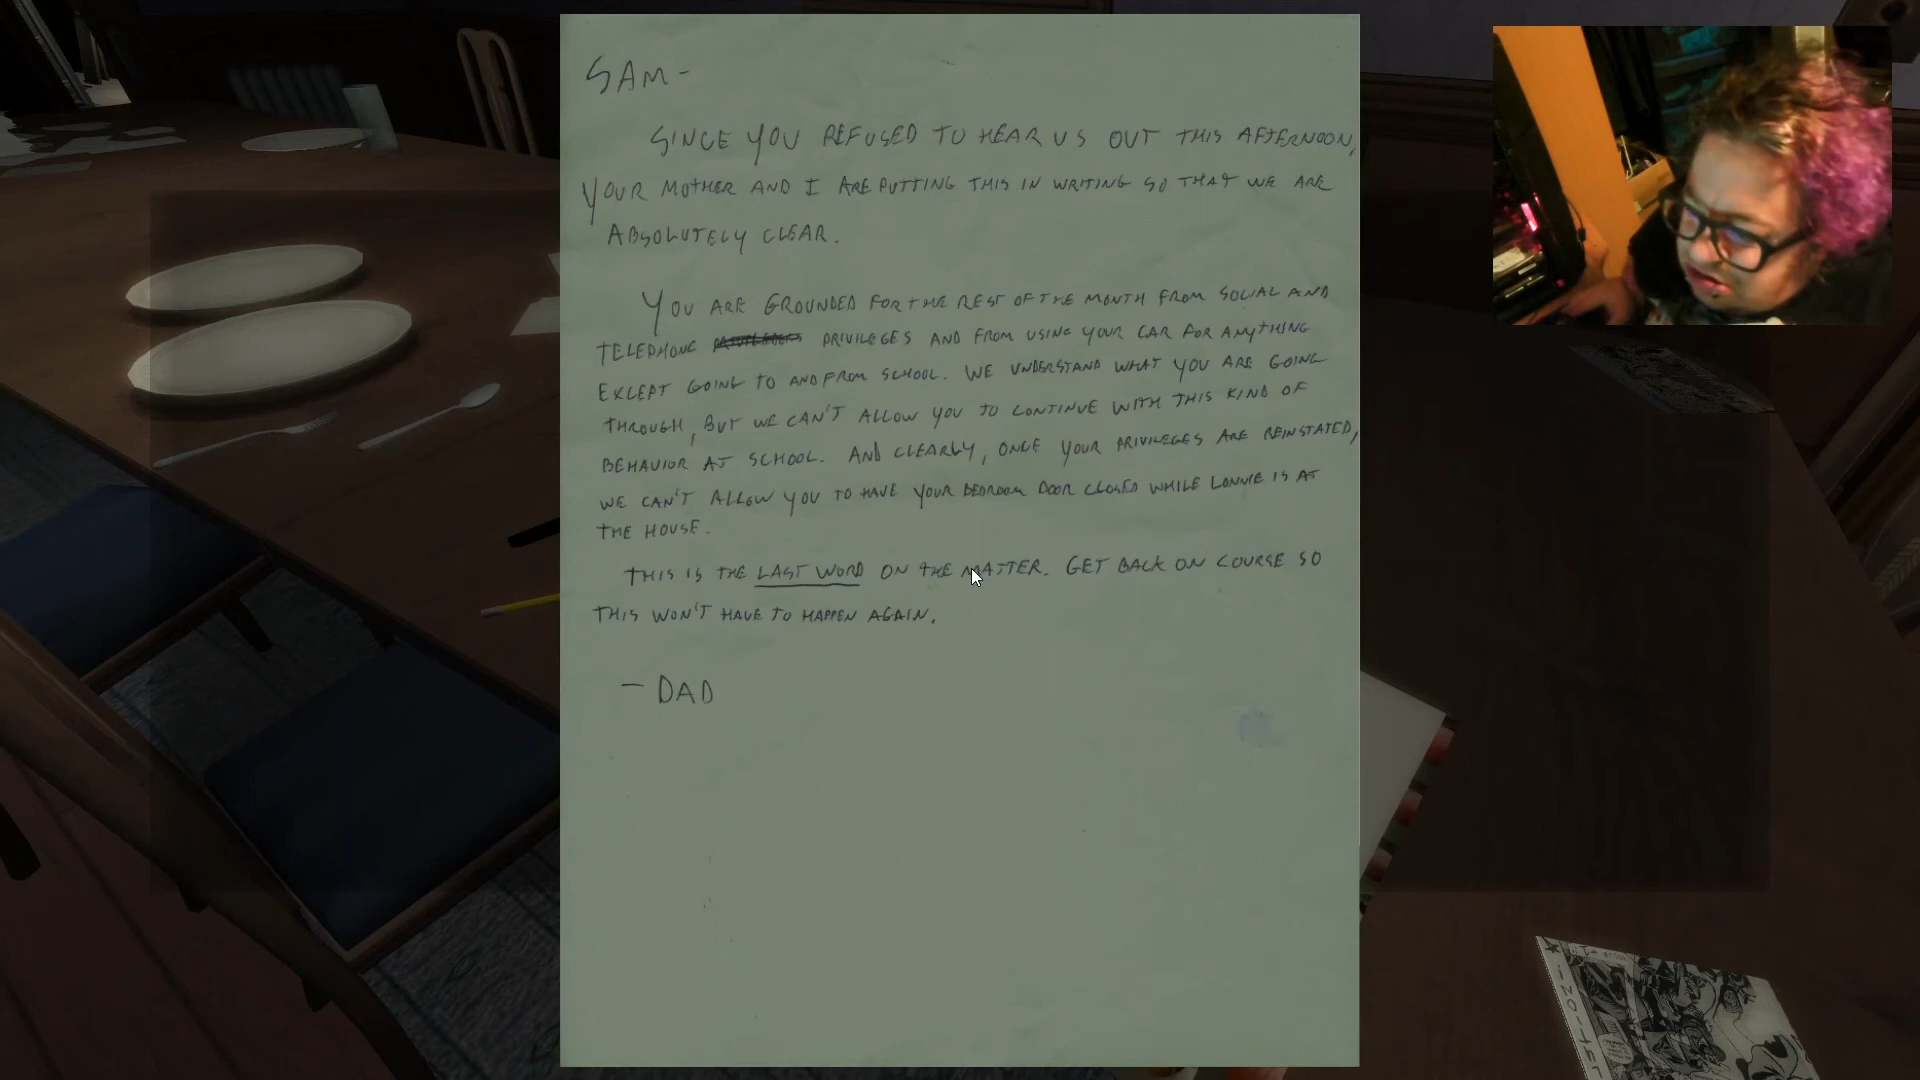 SAM-
SINCE YOU REFUSED TO HEAR US OUT THIS AFTERNOON,
YOUR MOTHER AND I ARE PUTTING THIS IN WRITING SO THAT WE ARE
ABSOLUTELY CLEAR.
YOU ARE GROUNDED FOR THE REST OF THE MONTH FROM SOCIAL AND
TELEPHONE PRIVILEGES AND FROM USING YOUR CAR FOR ANYTHING
EXCEPT GOING TO AND FROM SCHOOL. WE UNDERSTAND WHAT YOU ARE GOING
THROUGH, BUT WE CAN'T ALLOW YOU TO CONTINUE WITH THIS KIND OF
BEHAVIOR AT SCHOOL. AND CLEARLY, ONCE YOUR PRIVILEGES ARE REINSTATED,
WE CAN'T ALLOW YOU TO HAVE YOUR BEDROOM DOOR CLOSED WHILE LONNIE IS AT
THE HOUSE.
THIS IS THE LAST WORD ON THE MATTER. GET BACK ON COURSE SO
THIS WON'T HAVE TO HAPPEN AGAIN.
- DAD